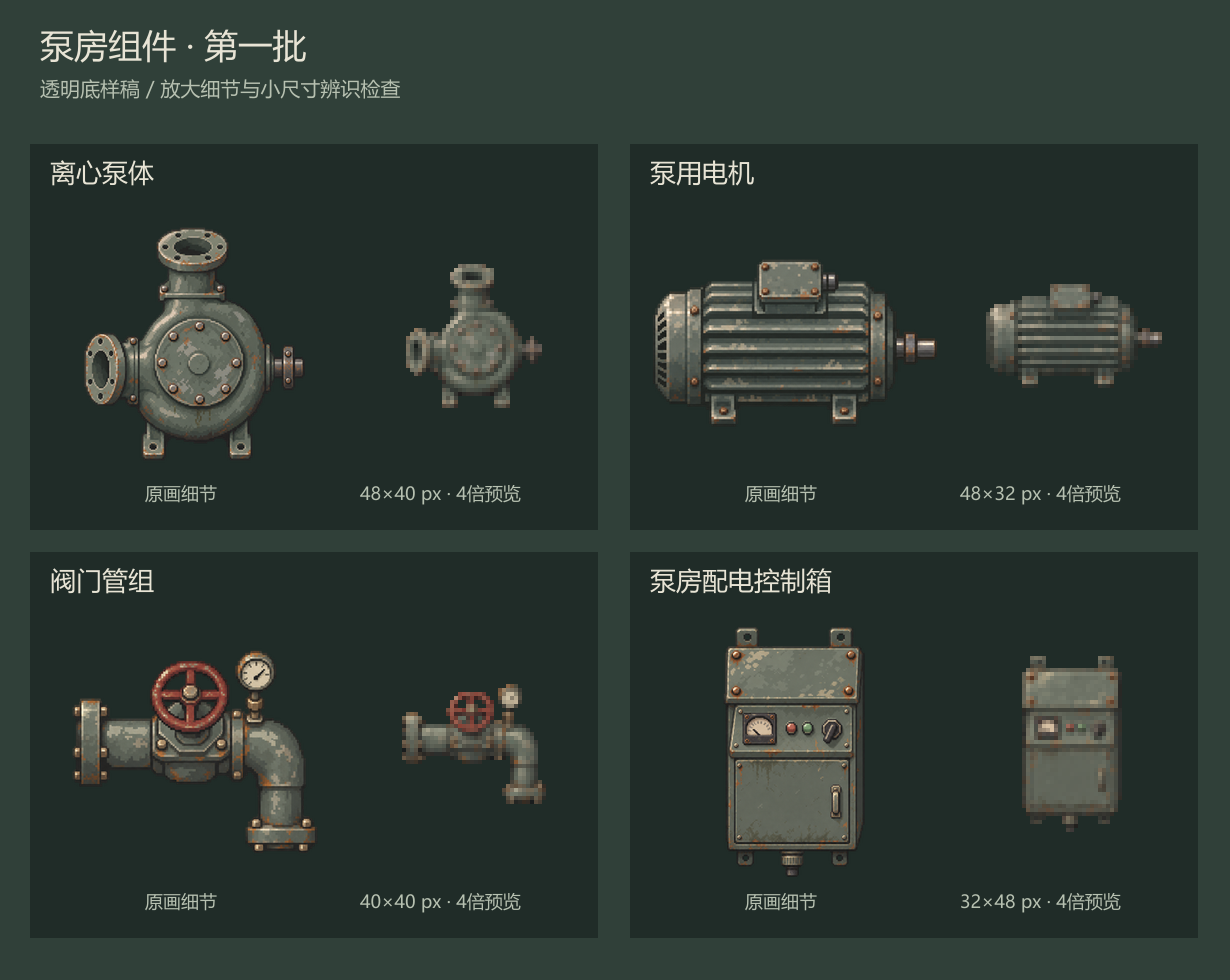 泵房组件 · 第一批
透明底样稿 / 放大细节与小尺寸辨识检查
离心泵体
原画细节
48×40 px · 4倍预览
泵用电机
原画细节
48×32 px · 4倍预览
阀门管组
原画细节
40×40 px · 4倍预览
泵房配电控制箱
原画细节
32×48 px · 4倍预览